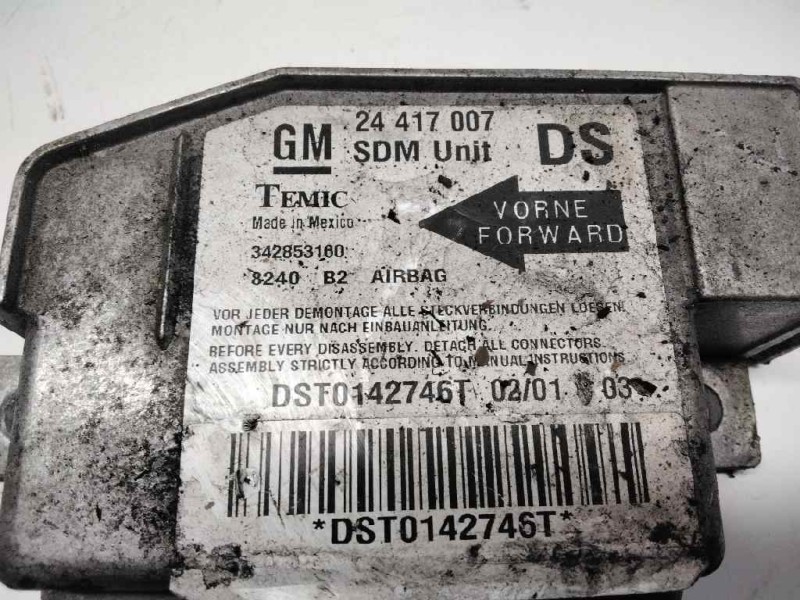 GM 24 417 007 DS
SDM Unit
TEMIC
Made in Mexico
VORNE
FORWARD
342853160
8240 B2 AIRBAG
VOR JEDER DEMONTAGE ALLE STECKVERBINDUNGEN LOESEN.
MONTAGE NUR NACH EINBAUANLEITUNG.
BEFORE EVERY DISASSEMBLY. DETACH ALL CONNECTORS.
ASSEMBLY STRICTLY ACCORDING TO MANUAL INSTRUCTIONS
DST0142746T 02/01 03
*DST0142746T*